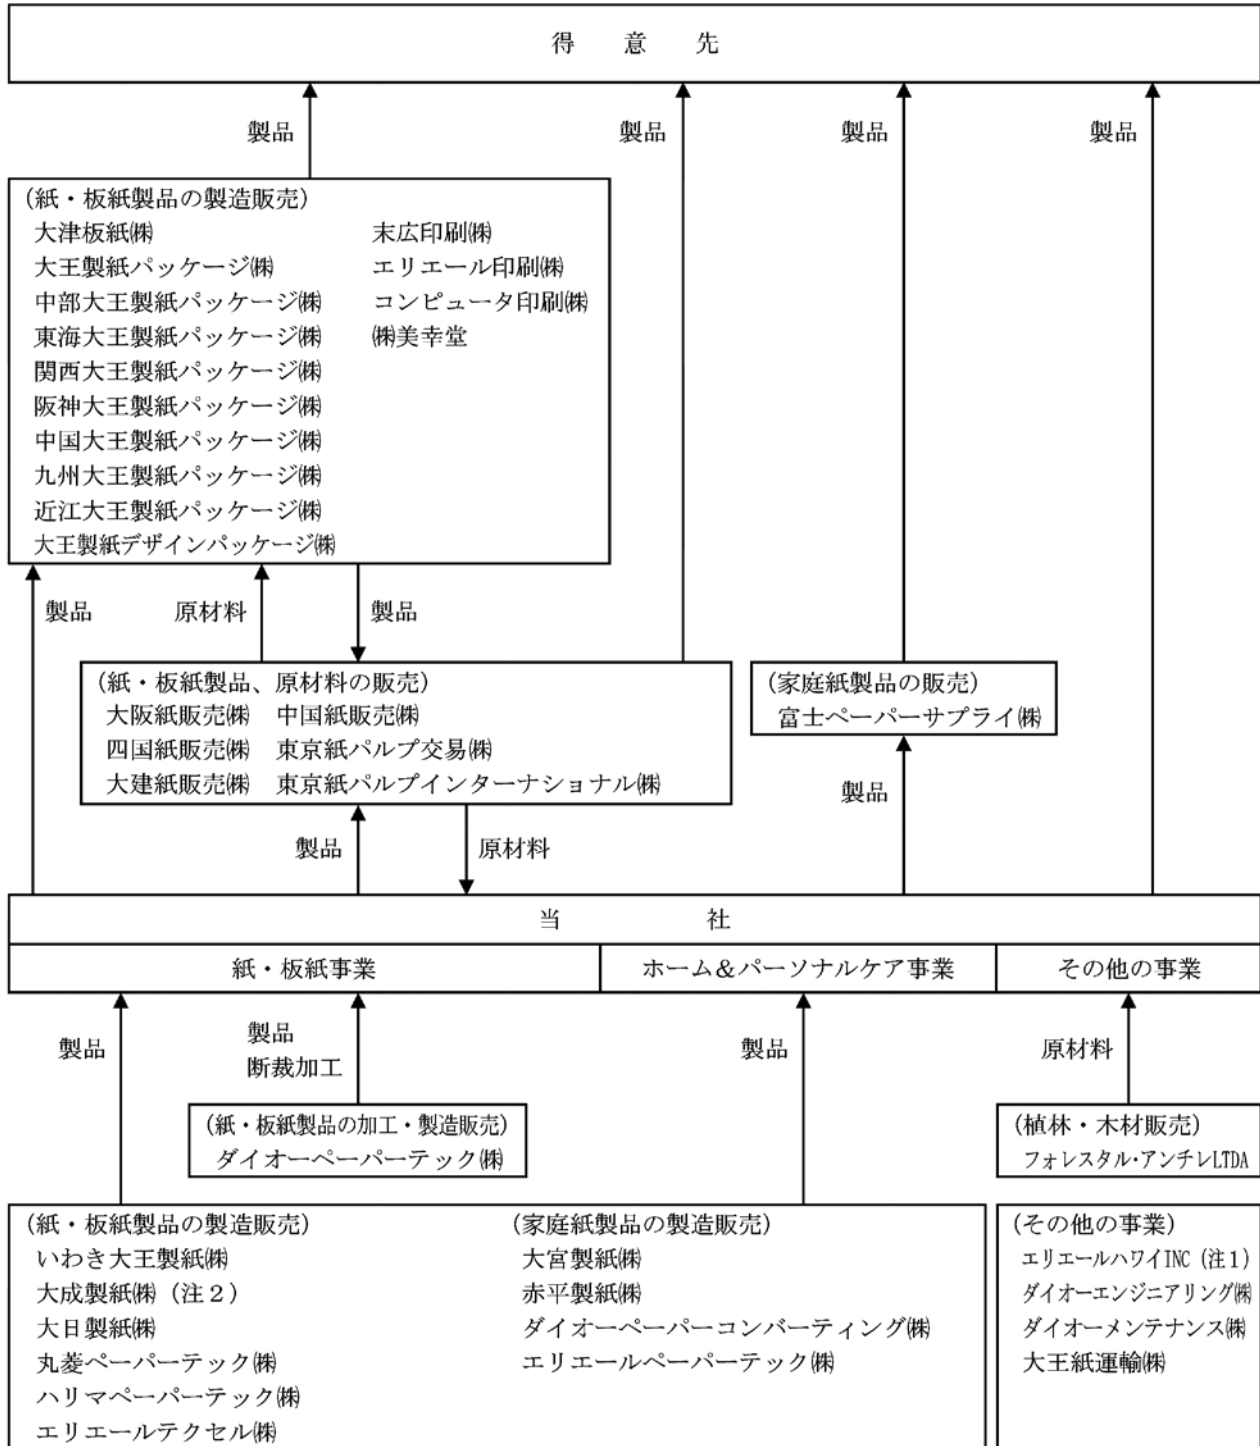 得意先
製品 製品 製品 製品
(紙・板紙製品の製造販売)
大津板紙㈱ 末広印刷㈱
大王製紙パッケージ㈱ エリエール印刷㈱
中部大王製紙パッケージ㈱ コンピュータ印刷㈱
東海大王製紙パッケージ㈱ ㈱美幸堂
関西大王製紙パッケージ㈱
阪神大王製紙パッケージ㈱
中国大王製紙パッケージ㈱
九州大王製紙パッケージ㈱
近江大王製紙パッケージ㈱
大王製紙デザインパッケージ㈱
製品 原材料 製品
(紙・板紙製品、原材料の販売)
大阪紙販売㈱ 中国紙販売㈱
四国紙販売㈱ 東京紙パルプ交易㈱
大建紙販売㈱ 東京紙パルプインターナショナル㈱
(家庭紙製品の販売)
富士ペーパーサプライ㈱
製品 原材料 製品
当社
紙・板紙事業 ホーム&パーソナルケア事業 その他の事業
製品
製品
断裁加工
製品
原材料
(紙・板紙製品の加工・製造販売)
ダイオーペーパーテック㈱
(植林・木材販売)
フォレスタル・アンチレLTDA
(紙・板紙製品の製造販売)
いわき大王製紙㈱
大成製紙㈱(注2)
大日製紙㈱
丸菱ペーパーテック㈱
ハリマペーパーテック㈱
エリエールテクセル㈱
(家庭紙製品の製造販売)
大宮製紙㈱
赤平製紙㈱
ダイオーペーパーコンバーティング㈱
エリエールペーパーテック㈱
(その他の事業)
エリエールハワイINC(注1)
ダイオーエンジニアリング㈱
ダイオーメンテナンス㈱
大王紙運輸㈱